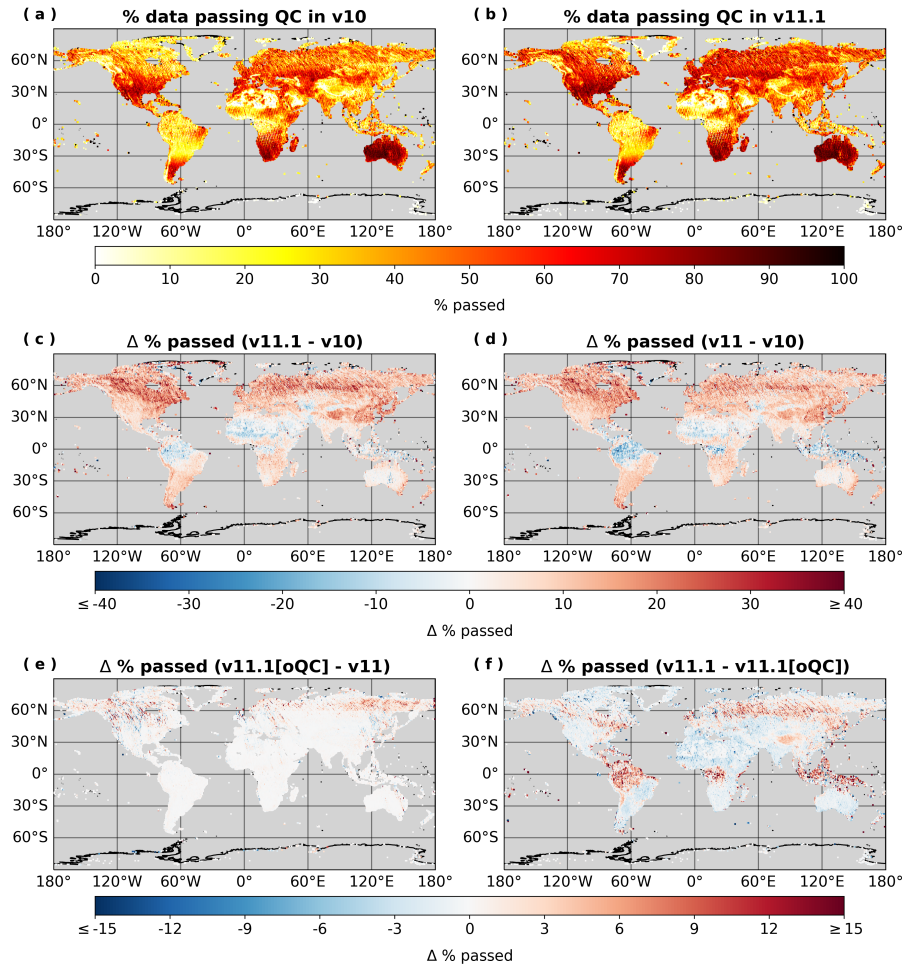 ( a ) % data passing QC in v10
( b ) % data passing QC in v11.1
60°N
30°N
0°
30°S
60°S
180° 120°W 60°W 0° 60°E 120°E 180°
60°N
30°N
0°
30°S
60°S
180° 120°W 60°W 0° 60°E 120°E 180°
0 10 20 30 40 50 60 70 80 90 100
% passed
( c ) Δ % passed (v11.1 - v10)
( d ) Δ % passed (v11 - v10)
60°N
30°N
0°
30°S
60°S
180° 120°W 60°W 0° 60°E 120°E 180°
60°N
30°N
0°
30°S
60°S
180° 120°W 60°W 0° 60°E 120°E 180°
≤-40 -30 -20 -10 0 10 20 30 ≥40
Δ % passed
( e ) Δ % passed (v11.1[oQC] - v11)
( f ) Δ % passed (v11.1 - v11.1[oQC])
60°N
30°N
0°
30°S
60°S
180° 120°W 60°W 0° 60°E 120°E 180°
60°N
30°N
0°
30°S
60°S
180° 120°W 60°W 0° 60°E 120°E 180°
≤-15 -12 -9 -6 -3 0 3 6 9 12 ≥15
Δ % passed